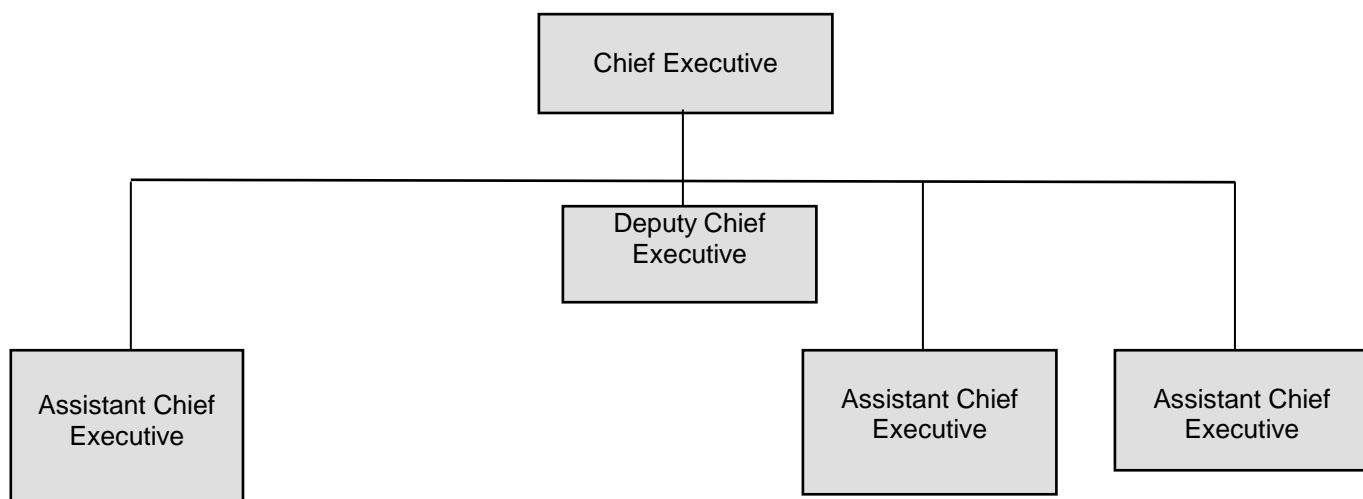 Chief Executive
Deputy Chief
Executive
Assistant Chief
Executive
Assistant Chief
Executive
Assistant Chief
Executive